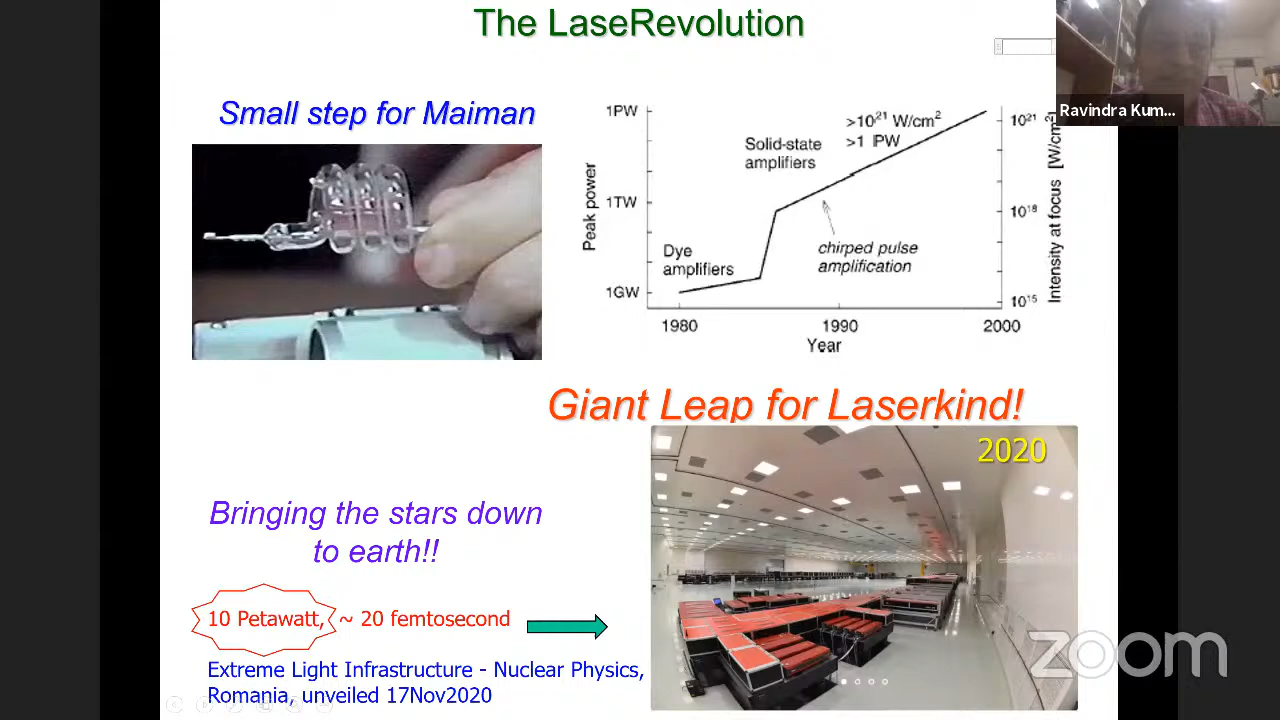 The LaseRevolution
Small step for Maiman
Ravindra Kum...
1PW
1TW
1GW
Peak power
Solid-state
amplifiers
>10²¹ W/cm²
>1 PW
Dye
amplifiers
chirped pulse
amplification
10²¹
10¹⁸
10¹⁵
Intensity at focus [W/cm²]
1980
1990
2000
Year
Giant Leap for Laserkind!
2020
Bringing the stars down
to earth!!
10 Petawatt, ~ 20 femtosecond
Extreme Light Infrastructure - Nuclear Physics,
Romania, unveiled 17Nov2020
zoom